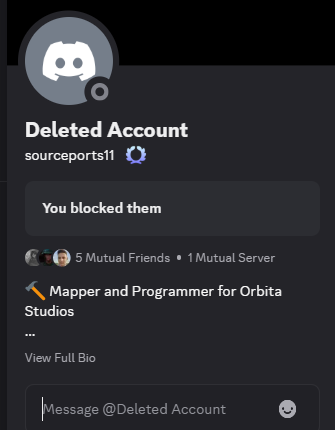 Deleted Account
sourceports11
You blocked them
5 Mutual Friends • 1 Mutual Server
🔨 Mapper and Programmer for Orbita
Studios
...
View Full Bio
Message @Deleted Account